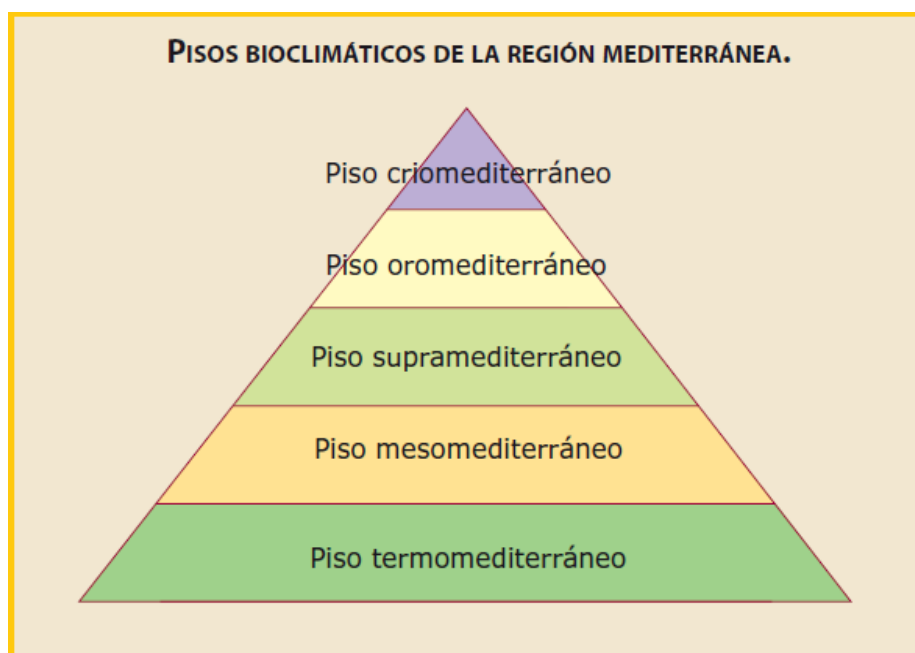 PISOS BIOCLIMÁTICOS DE LA REGIÓN MEDITERRÁNEA.
Piso criomediterráneo
Piso oromediterráneo
Piso supramediterráneo
Piso mesomediterráneo
Piso termomediterráneo